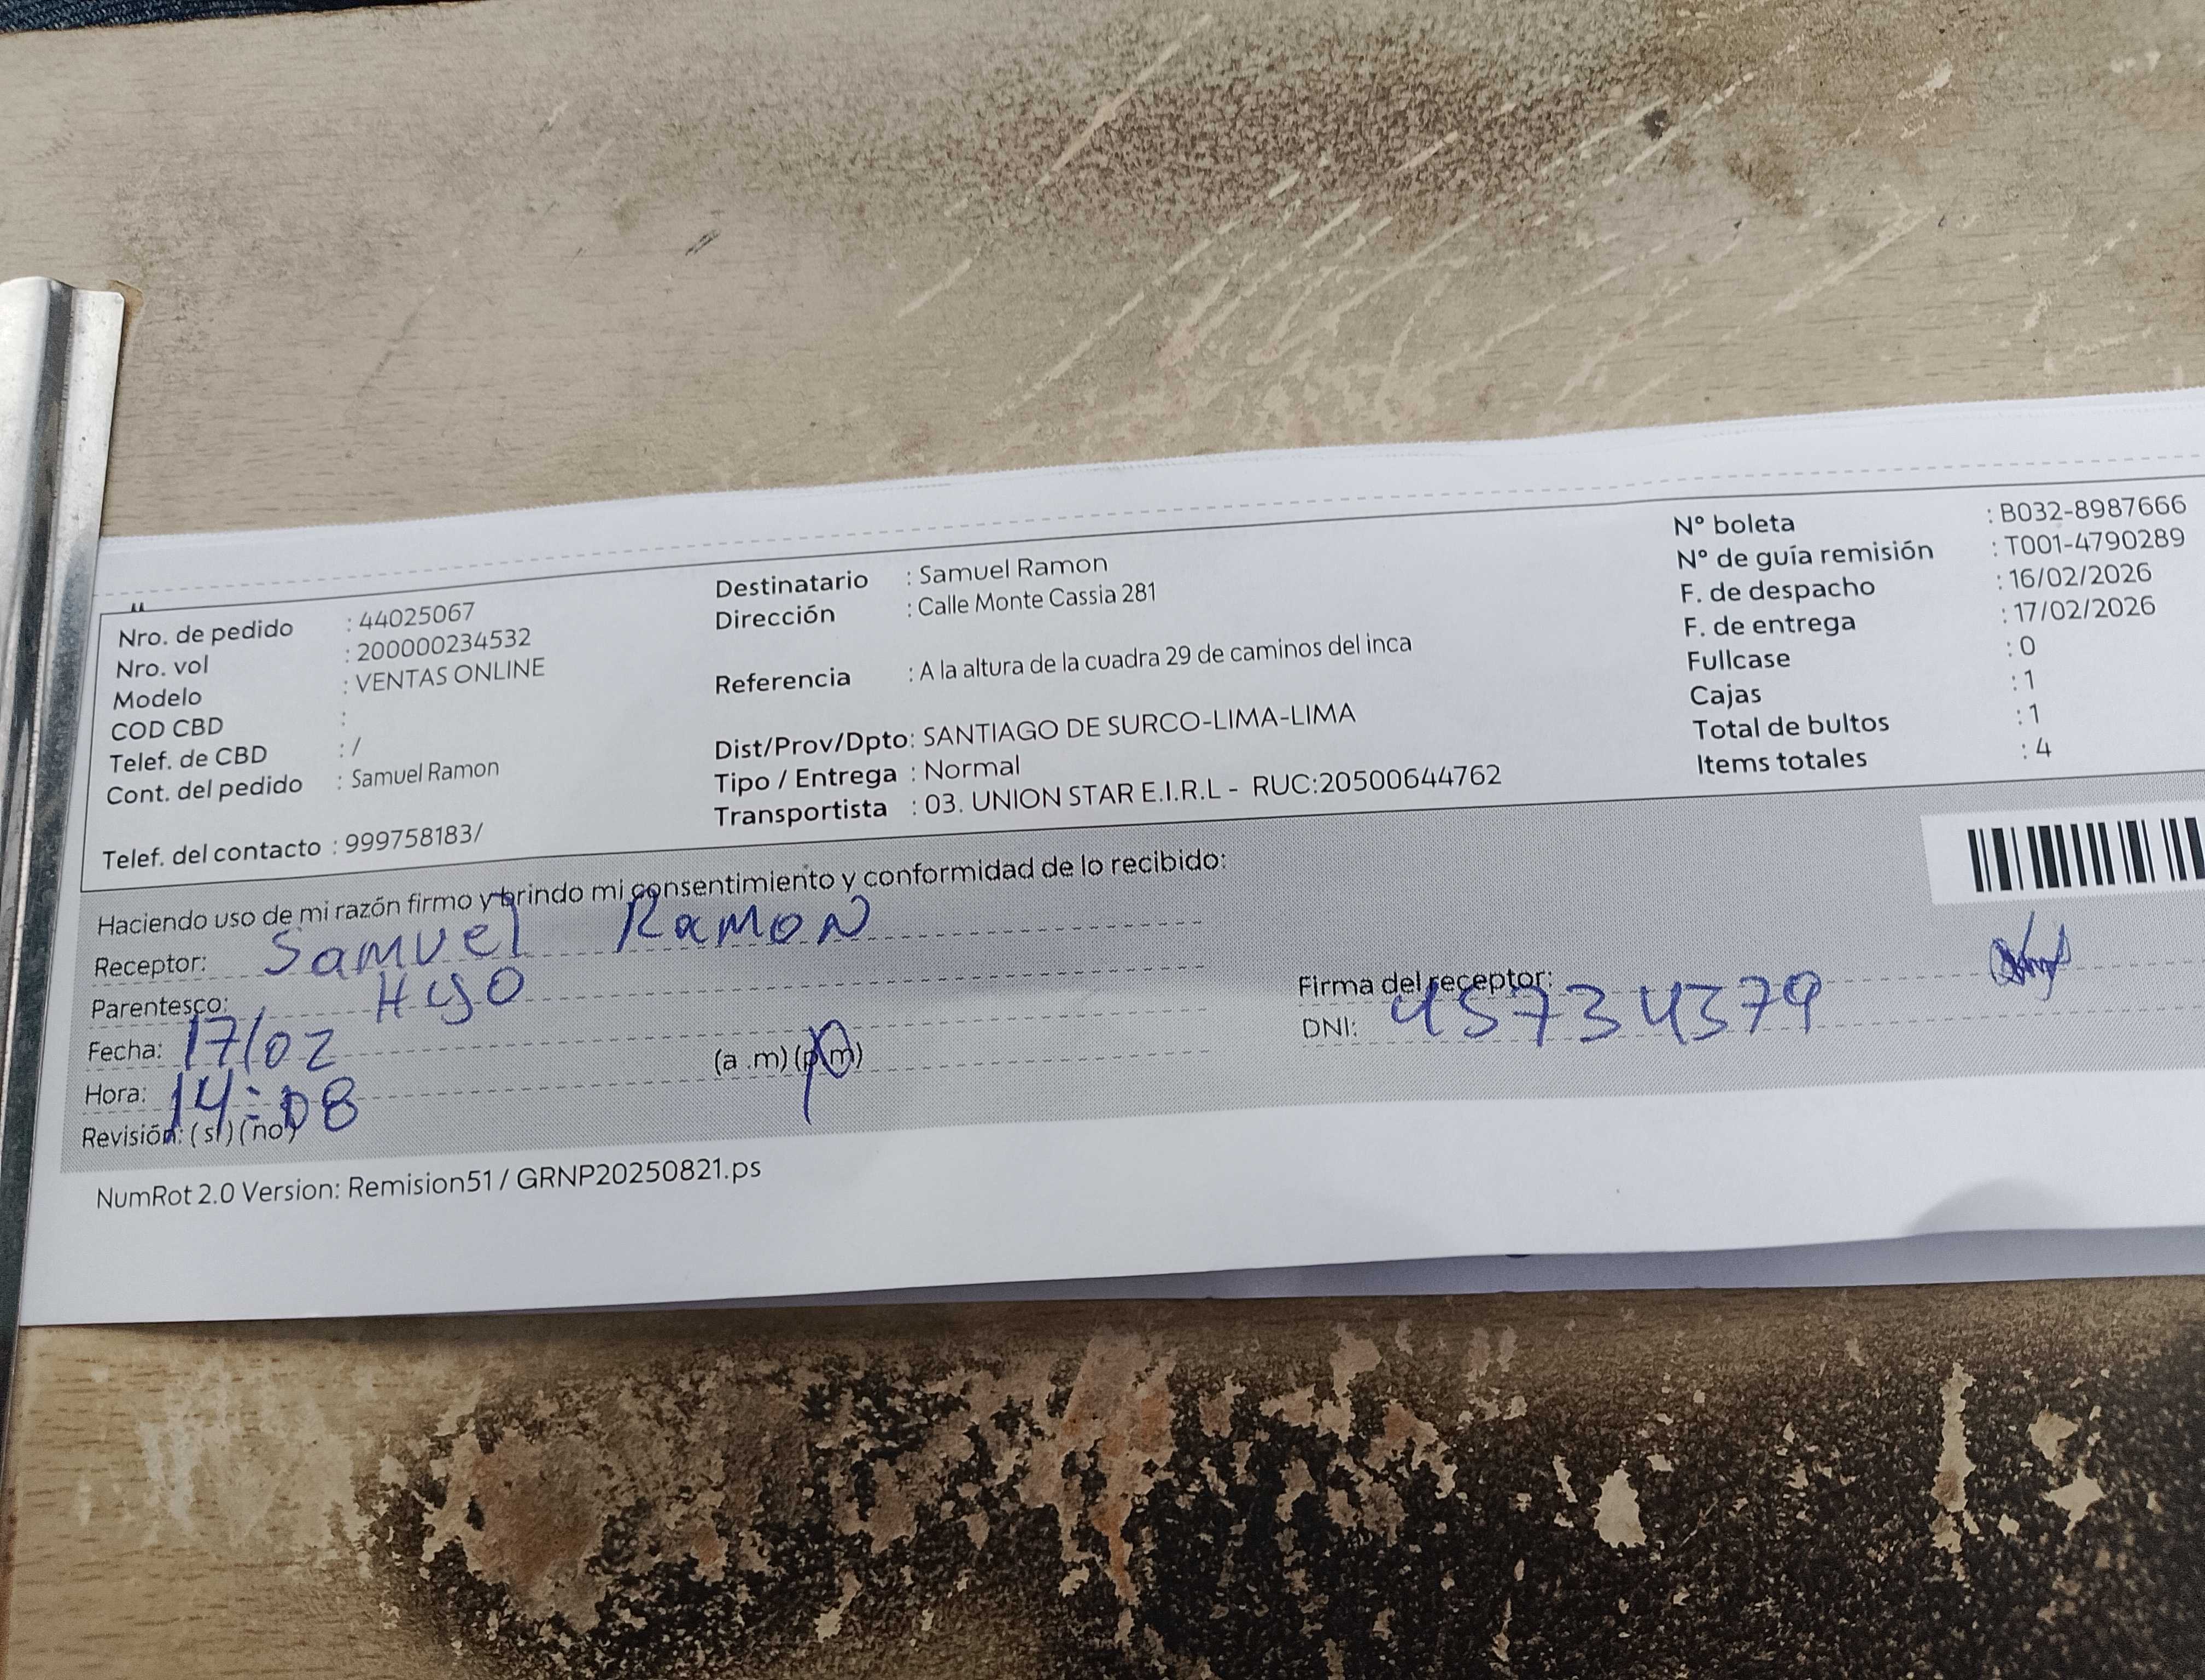 Nro. de pedido : 44025067
Nro. vol : 200000234532
Modelo : VENTAS ONLINE
COD CBD :
Telef. de CBD : /
Cont. del pedido : Samuel Ramon
Telef. del contacto : 999758183/
Destinatario : Samuel Ramon
Dirección : Calle Monte Cassia 281
Referencia : A la altura de la cuadra 29 de caminos del inca
Dist/Prov/Dpto: SANTIAGO DE SURCO-LIMA-LIMA
Tipo / Entrega : Normal
Transportista : 03. UNION STAR E.I.R.L - RUC:20500644762
N° boleta : B032-8987666
N° de guía remisión : T001-4790289
F. de despacho : 16/02/2026
F. de entrega : 17/02/2026
Fullcase : 0
Cajas : 1
Total de bultos : 1
Items totales : 4
Haciendo uso de mi razón firmo y brindo mi consentimiento y conformidad de lo recibido:
Receptor: Samuel Ramon
Parentesco: Hijo
Fecha: 17/02
Hora: 14:08 (a .m) (p.m)
Revisión: (si) (no)
Firma del receptor:
DNI: 45734379
NumRot 2.0 Version: Remision51 / GRNP20250821.ps